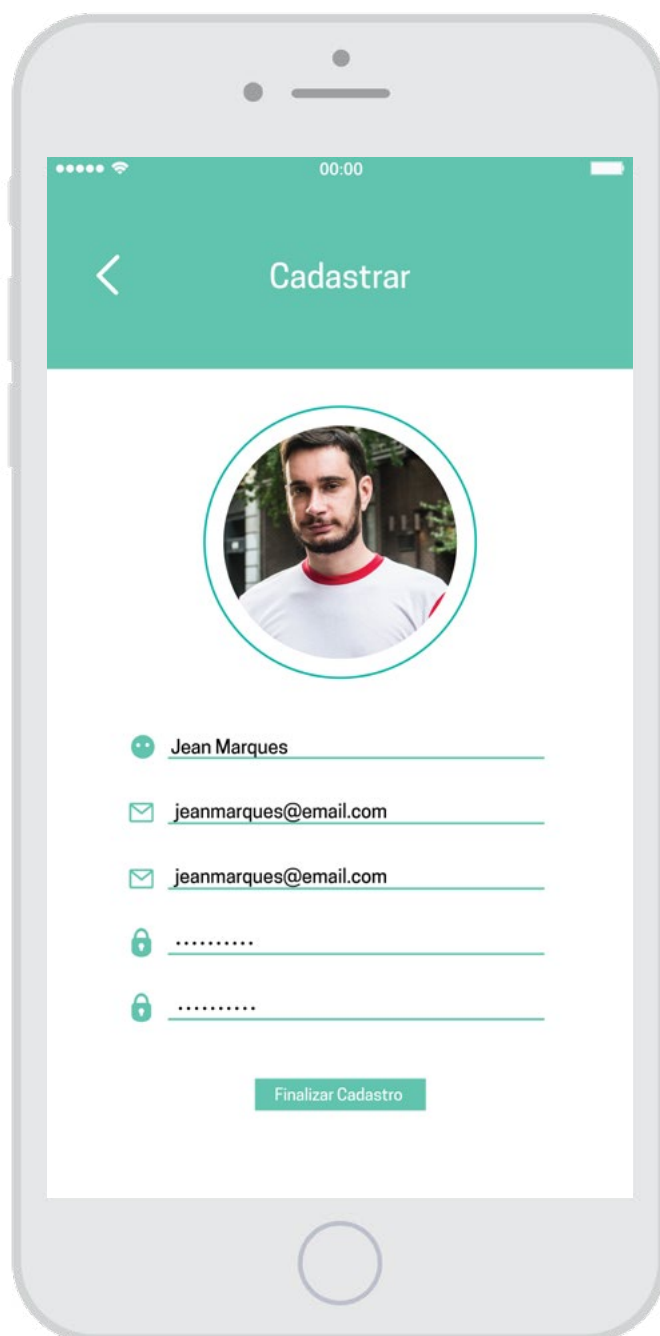 00:00
Cadastrar
Jean Marques
jeanmarques@email.com
jeanmarques@email.com
..........
..........
Finalizar Cadastro